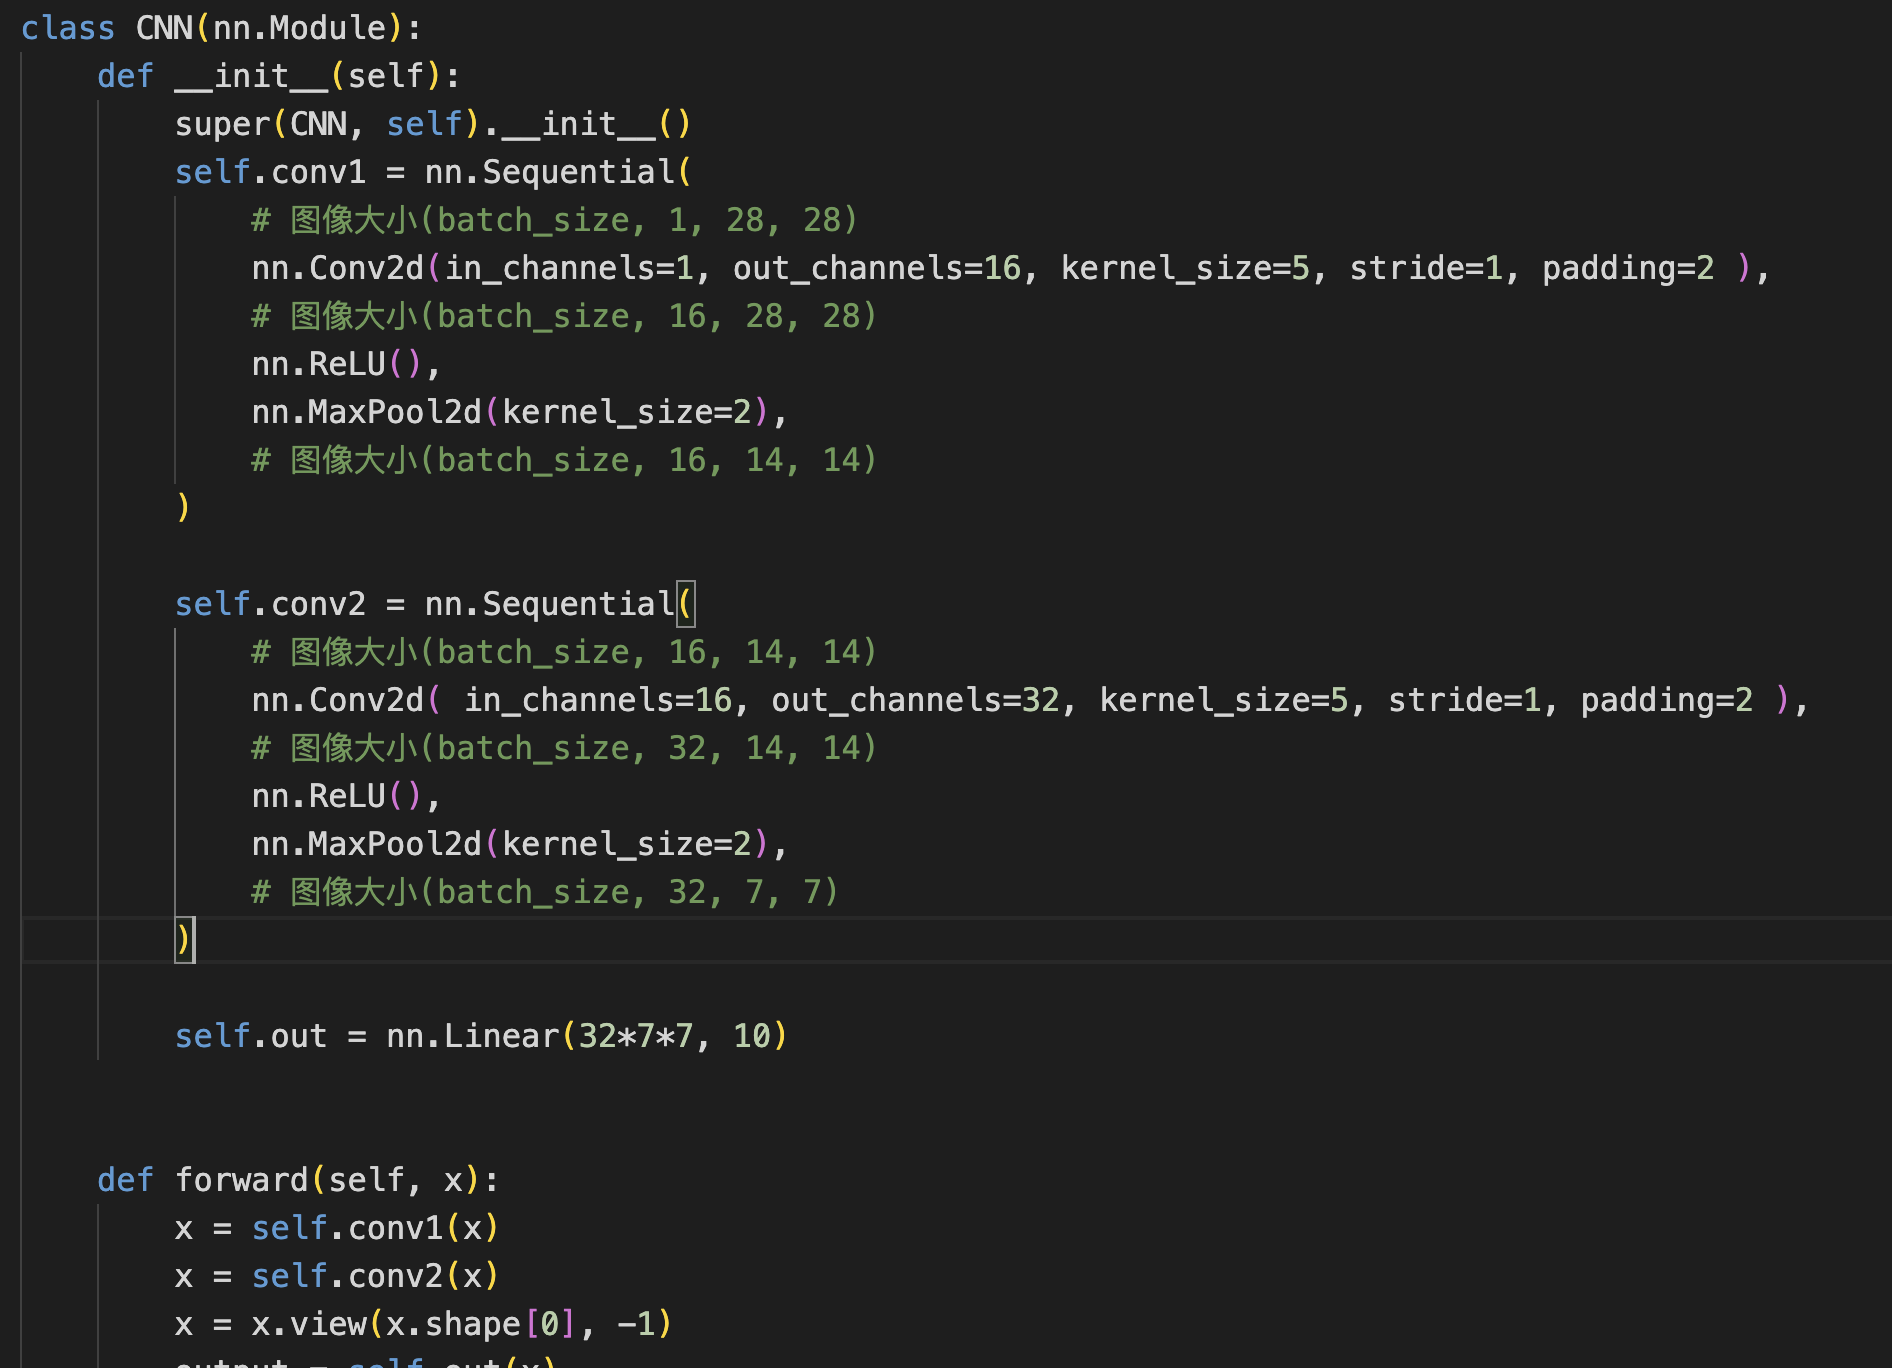 class CNN(nn.Module):
def __init__(self):
super(CNN, self).__init__()
self.conv1 = nn.Sequential(
# 图像大小(batch_size, 1, 28, 28)
nn.Conv2d(in_channels=1, out_channels=16, kernel_size=5, stride=1, padding=2 ),
# 图像大小(batch_size, 16, 28, 28)
nn.ReLU(),
nn.MaxPool2d(kernel_size=2),
# 图像大小(batch_size, 16, 14, 14)
)
self.conv2 = nn.Sequential(
# 图像大小(batch_size, 16, 14, 14)
nn.Conv2d( in_channels=16, out_channels=32, kernel_size=5, stride=1, padding=2 ),
# 图像大小(batch_size, 32, 14, 14)
nn.ReLU(),
nn.MaxPool2d(kernel_size=2),
# 图像大小(batch_size, 32, 7, 7)
)
self.out = nn.Linear(32*7*7, 10)
def forward(self, x):
x = self.conv1(x)
x = self.conv2(x)
x = x.view(x.shape[0], -1)
output = self.out(x)